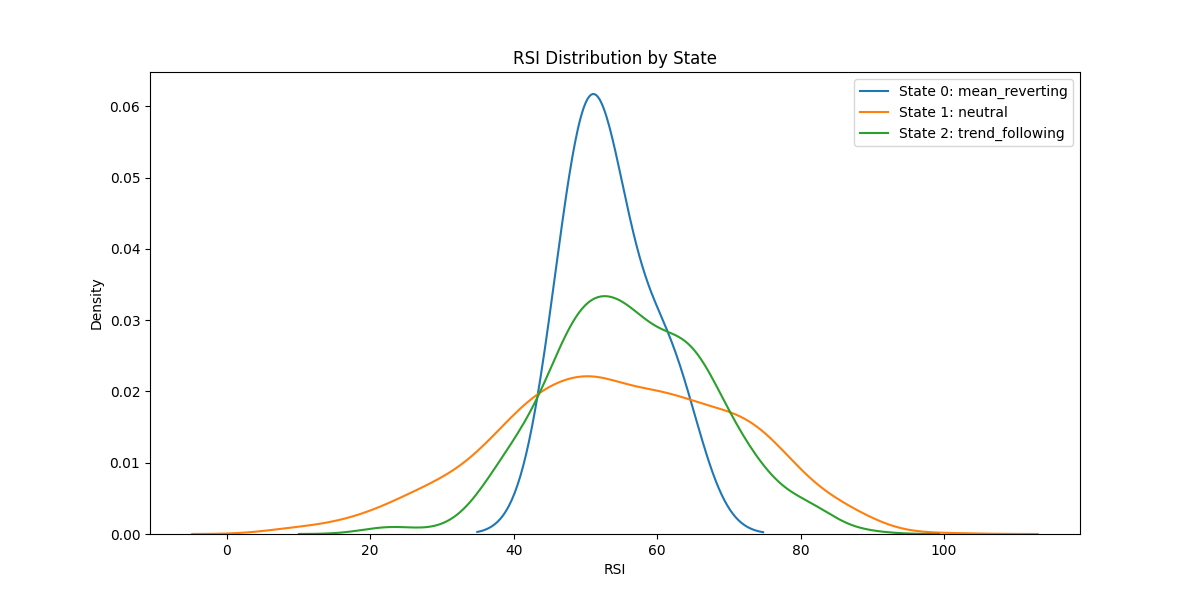 RSI Distribution by State
State 0: mean_reverting
State 1: neutral
State 2: trend_following
Density
0.06
0.05
0.04
0.03
0.02
0.01
0.00
0 20 40 60 80 100
RSI